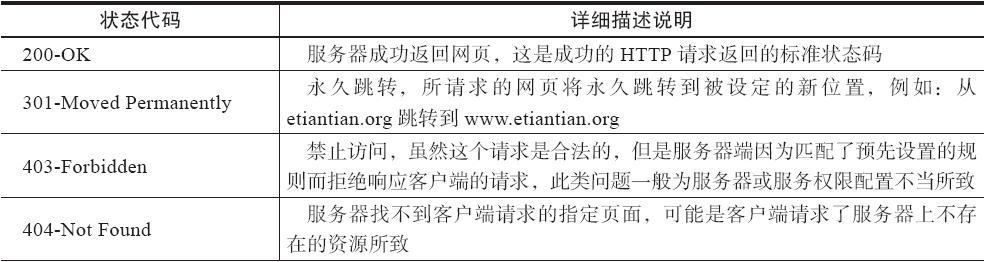 状态代码 详细描述说明
200-OK 服务器成功返回网页，这是成功的 HTTP 请求返回的标准状态码
301-Moved Permanently 永久跳转，所请求的网页将永久跳转到被设定的新位置，例如：从
etiantian.org 跳转到 www.etiantian.org
403-Forbidden 禁止访问，虽然这个请求是合法的，但是服务器端因为匹配了预先设置的规
则而拒绝响应客户端的请求，此类问题一般为服务器或服务权限配置不当所致
404-Not Found 服务器找不到客户端请求的指定页面，可能是客户端请求了服务器上不存
在的资源所致